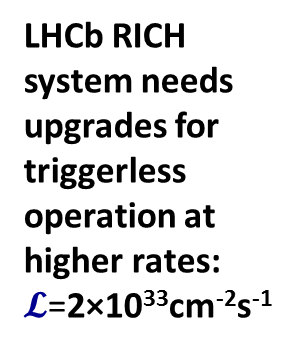 LHCb RICH
system needs
upgrades for
triggerless
operation at
higher rates:
ℒ=2×10³³cm⁻²s⁻¹